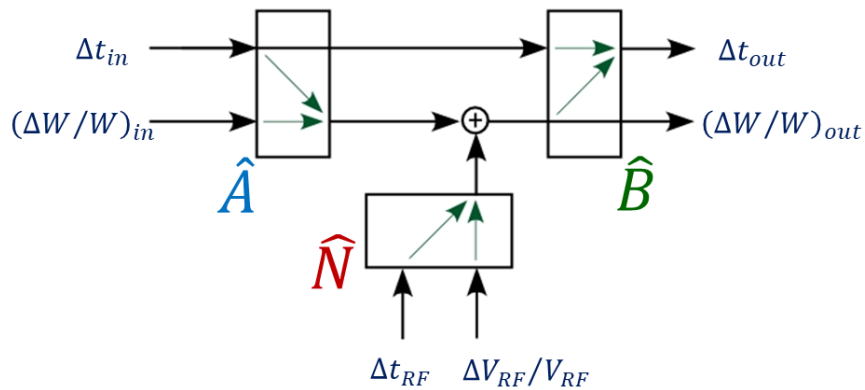 Δt_in
Δt_out
(ΔW/W)_in
+
(ΔW/W)_out
Â
B̂
N̂
Δt_RF
ΔV_RF/V_RF